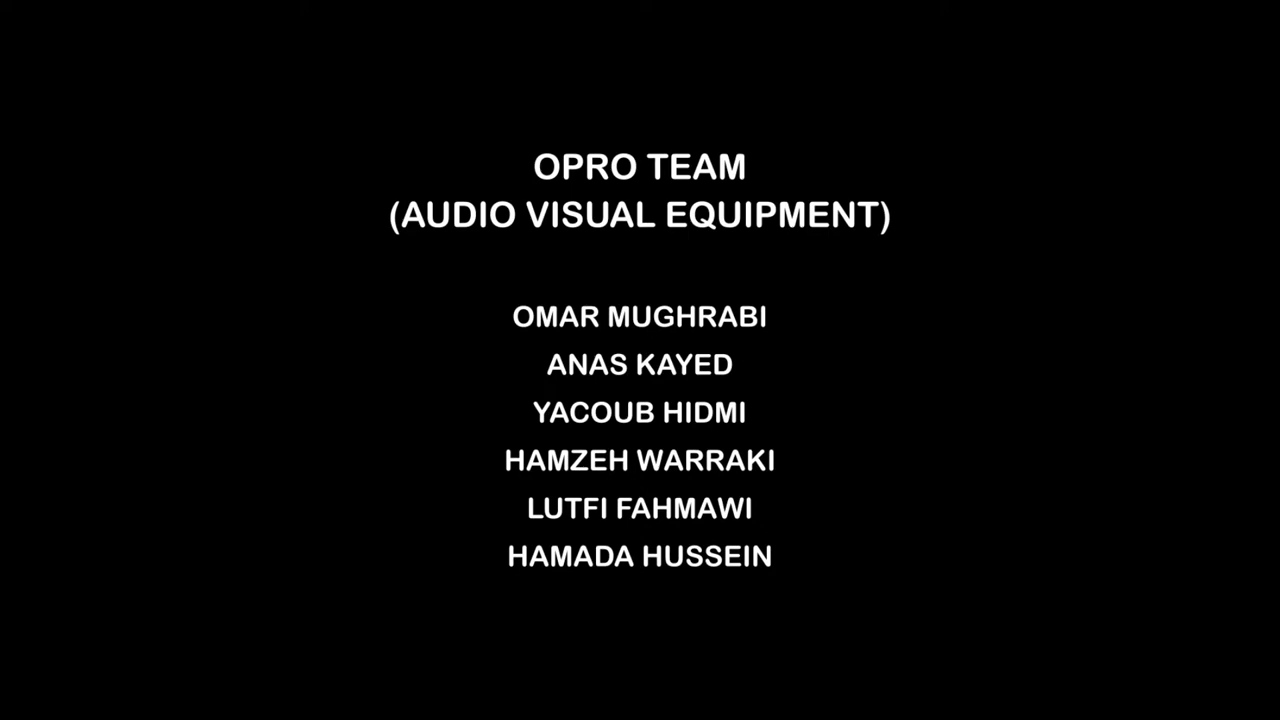 OPRO TEAM
(AUDIO VISUAL EQUIPMENT)
OMAR MUGHRABI
ANAS KAYED
YACOUB HIDMI
HAMZEH WARRAKI
LUTFI FAHMAWI
HAMADA HUSSEIN